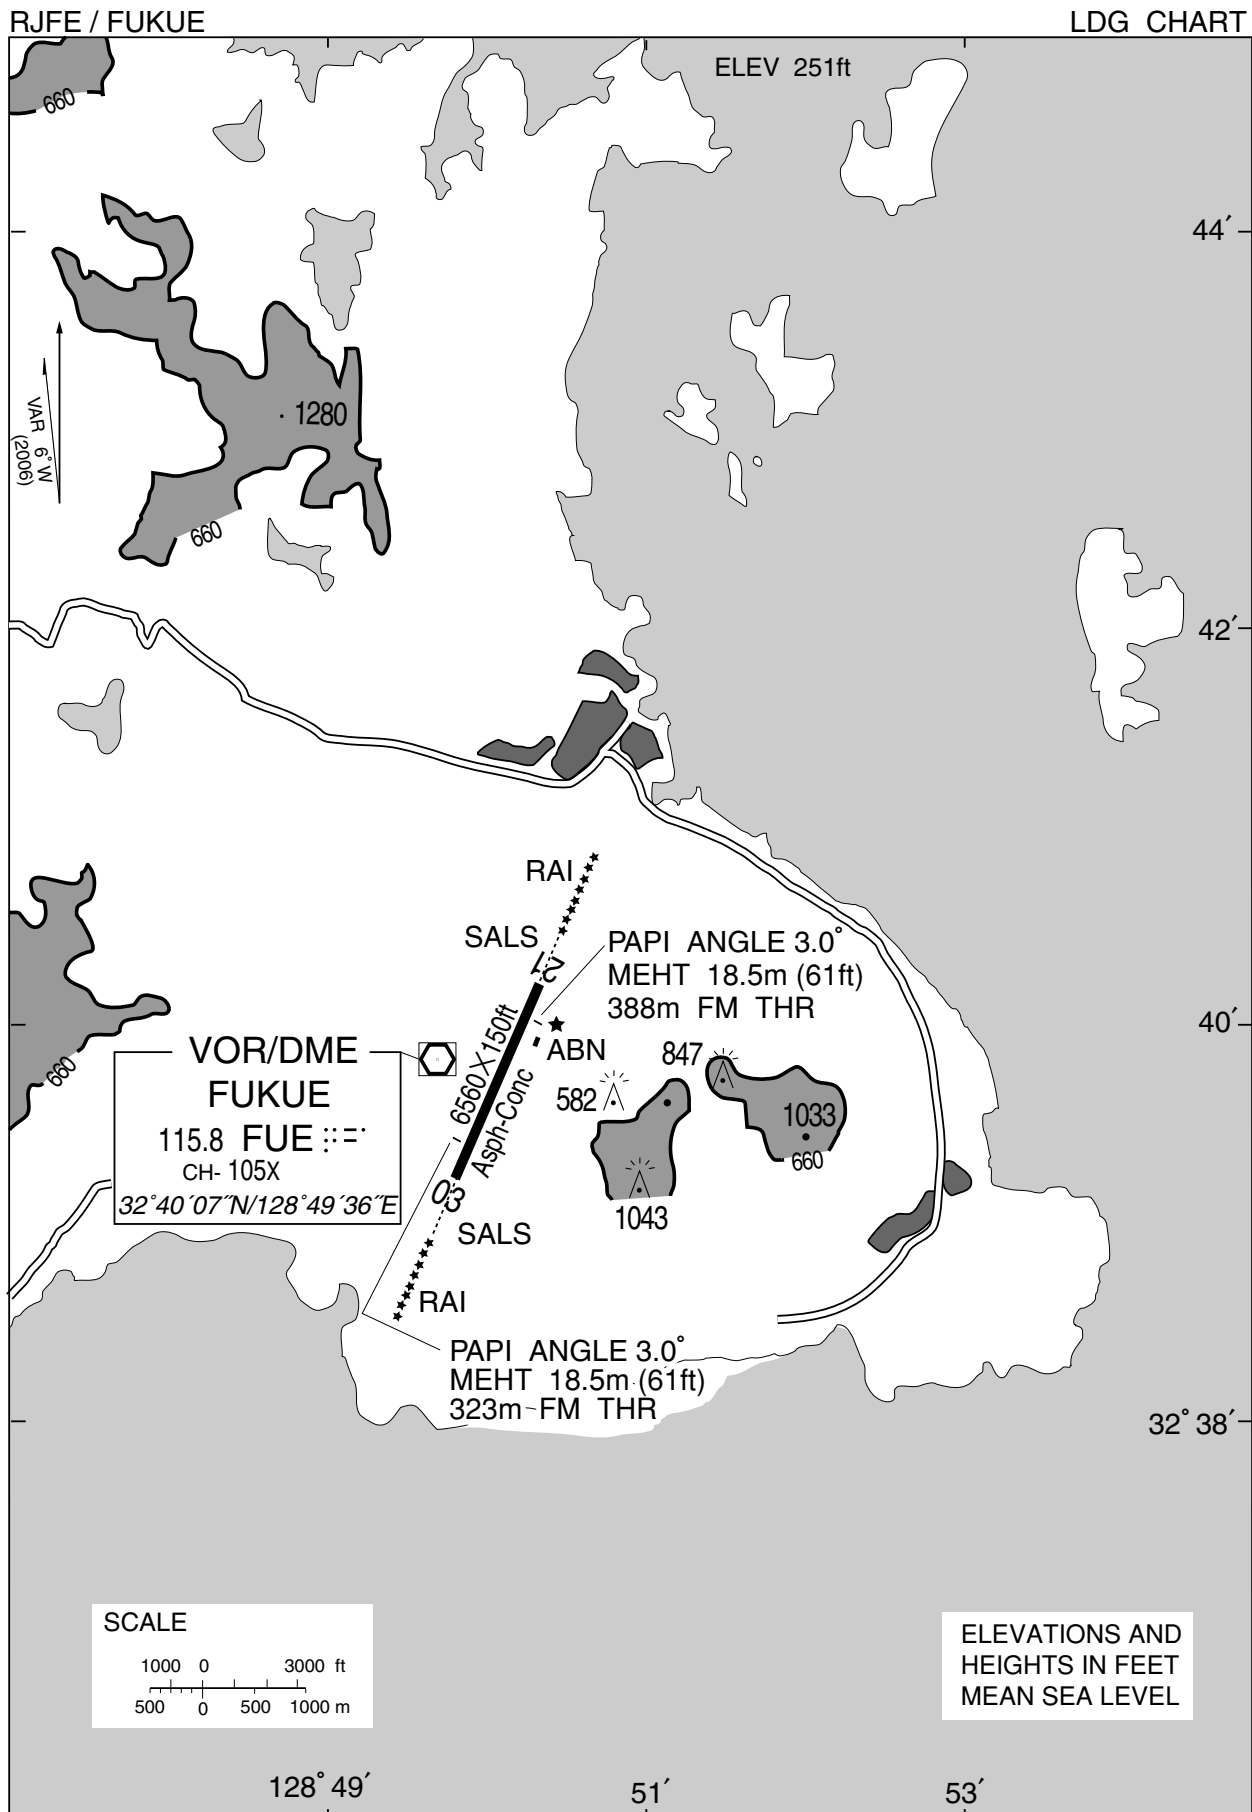 RJFE / FUKUE
LDG CHART
ELEV 251ft
660
44′
1280
VAR 6°W
(2006)
660
42′
RAI
SALS
PAPI ANGLE 3.0°
MEHT 18.5m (61ft)
388m FM THR
21
40′
ABN
847
6560X150ft
Asph-Conc
582
1033
660
660
1043
VOR/DME
FUKUE
115.8 FUE
CH- 105X
32°40′07″N/128°49′36″E
03
SALS
RAI
PAPI ANGLE 3.0°
MEHT 18.5m (61ft)
323m FM THR
32°38′
SCALE
1000 0 3000 ft
500 0 500 1000 m
ELEVATIONS AND
HEIGHTS IN FEET
MEAN SEA LEVEL
128°49′
51′
53′